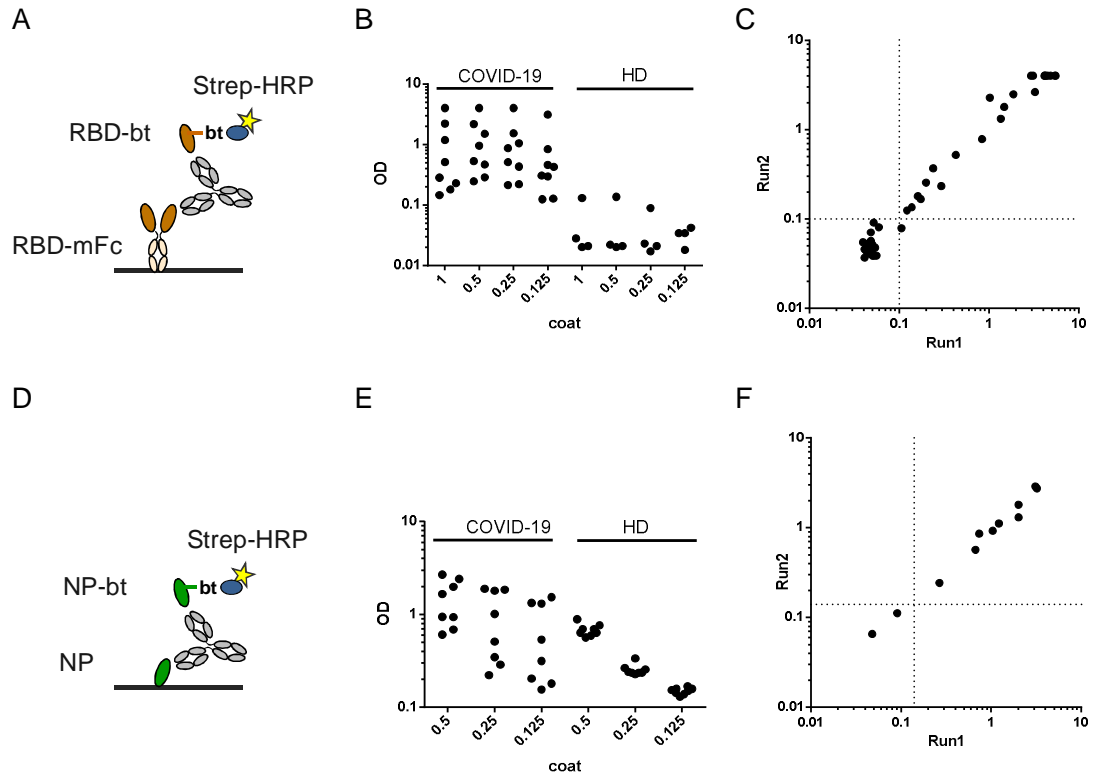 A
Strep-HRP
RBD-bt
bt
RBD-mFc
B
COVID-19
HD
10
1
0.1
0.01
OD
1
0.5
0.25
0.125
1
0.5
0.25
0.125
coat
C
10
1
0.1
0.01
Run2
0.01
0.1
1
10
Run1
D
Strep-HRP
NP-bt
bt
NP
E
COVID-19
HD
10
1
0.1
OD
0.5
0.25
0.125
0.5
0.25
0.125
coat
F
10
1
0.1
0.01
Run2
0.01
0.1
1
10
Run1